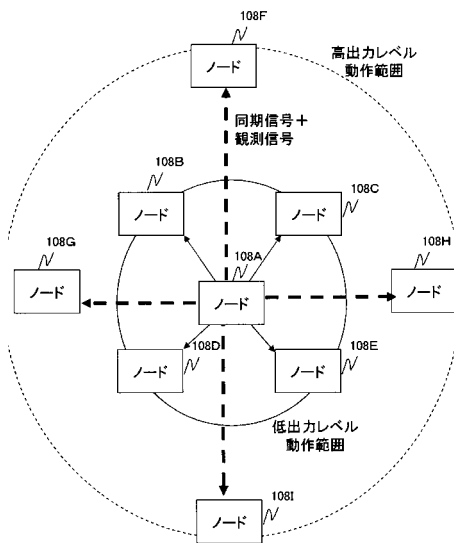 108F
ノード
高出力レベル
動作範囲
同期信号+
観測信号
108B
ノード
108C
ノード
108G
ノード
108A
ノード
108H
ノード
108D
ノード
108E
ノード
低出力レベル
動作範囲
108I
ノード